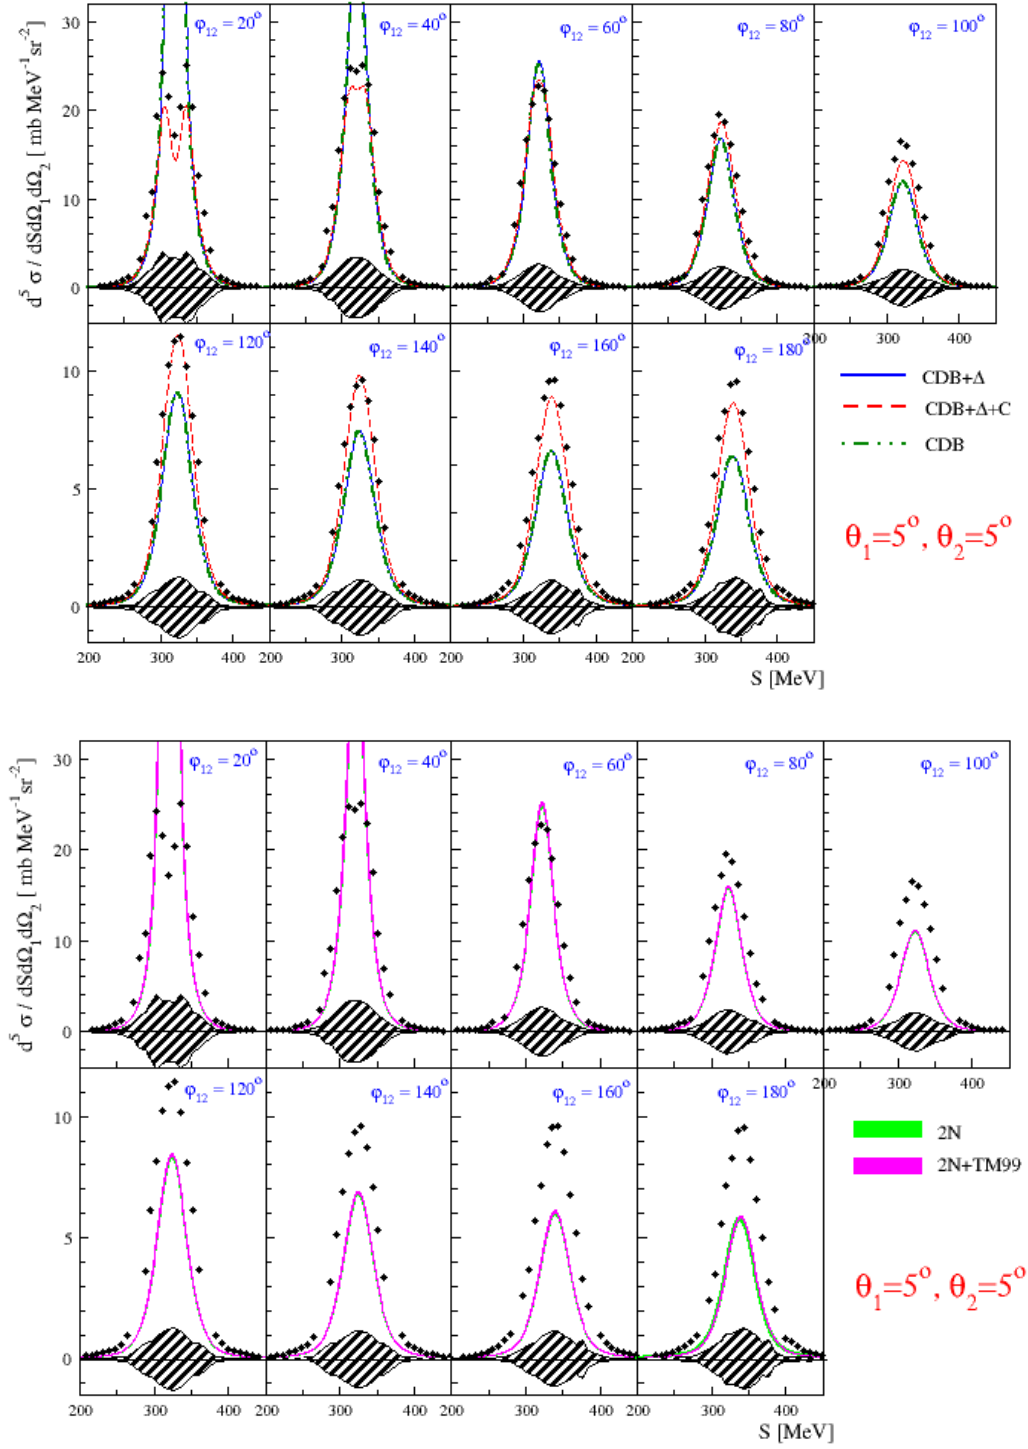 d⁵ σ / dSdΩ₁dΩ₂ [ mb MeV⁻¹sr⁻²]
30
20
10
0
φ₁₂ = 20°
φ₁₂ = 40°
φ₁₂ = 60°
φ₁₂ = 80°
φ₁₂ = 100°
200 300 400
10
5
0
φ₁₂ = 120°
φ₁₂ = 140°
φ₁₂ = 160°
φ₁₂ = 180°
CDB+Δ
CDB+Δ+C
CDB
θ₁=5°, θ₂=5°
200 300 400 200 300 400 200 300 400 200 300 400
S [MeV]
d⁵ σ / dSdΩ₁dΩ₂ [ mb MeV⁻¹sr⁻²]
30
20
10
0
φ₁₂ = 20°
φ₁₂ = 40°
φ₁₂ = 60°
φ₁₂ = 80°
φ₁₂ = 100°
200 300 400
10
5
0
φ₁₂ = 120°
φ₁₂ = 140°
φ₁₂ = 160°
φ₁₂ = 180°
2N
2N+TM99
θ₁=5°, θ₂=5°
200 300 400 200 300 400 200 300 400 200 300 400
S [MeV]